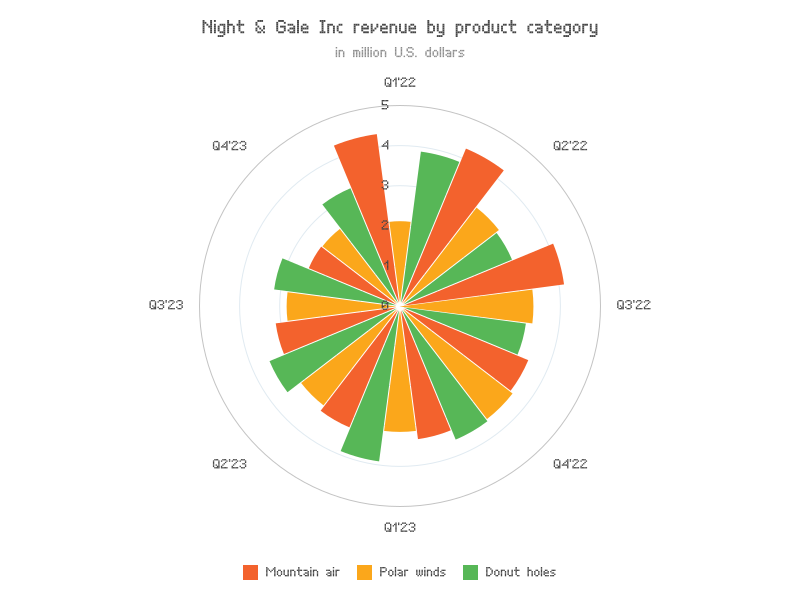 Night & Gale Inc revenue by product category
in million U.S. dollars
Q1'22
5
Q4'23
4
Q2'22
3
2
1
Q3'23
0
Q3'22
Q2'23
Q4'22
Q1'23
Mountain air Polar winds Donut holes